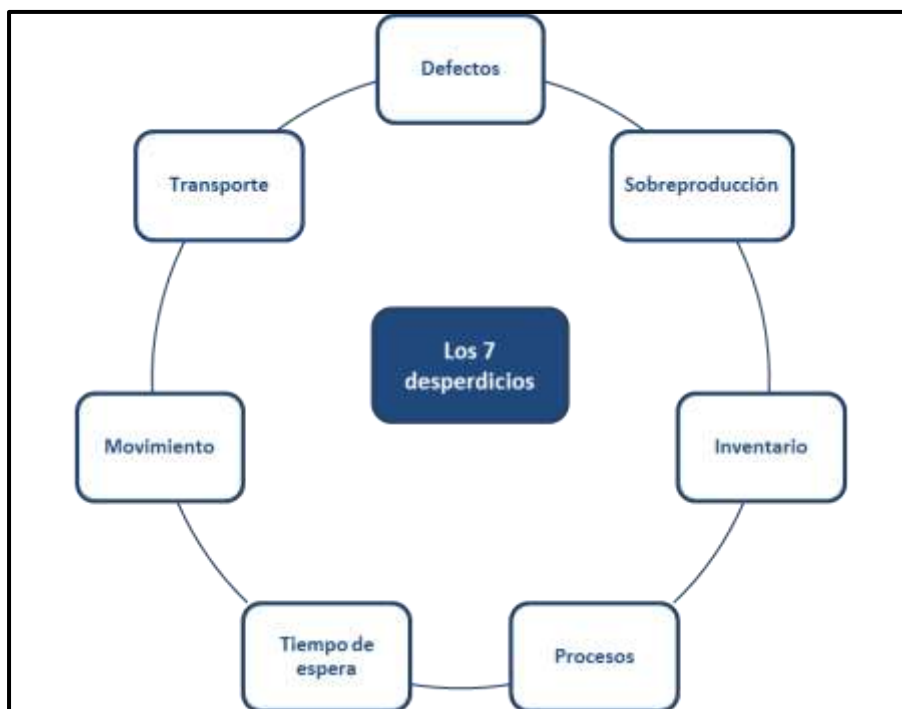 Defectos
Transporte
Sobreproducción
Los 7
desperdicios
Movimiento
Inventario
Tiempo de
espera
Procesos